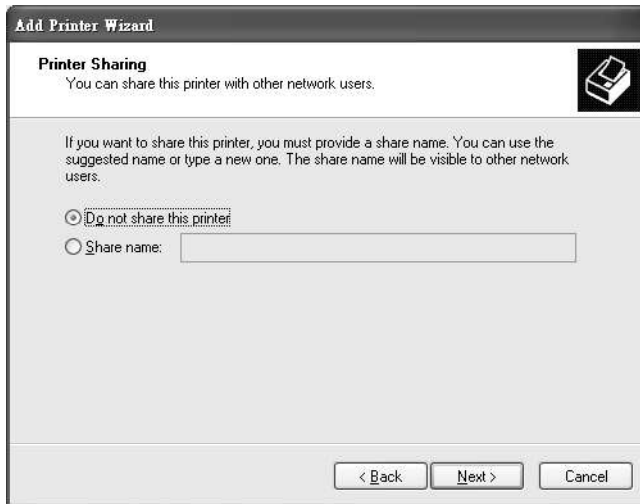 Add Printer Wizard
Printer Sharing
You can share this printer with other network users.
If you want to share this printer, you must provide a share name. You can use the
suggested name or type a new one. The share name will be visible to other network
users.
Do not share this printer
Share name:
< Back Next > Cancel